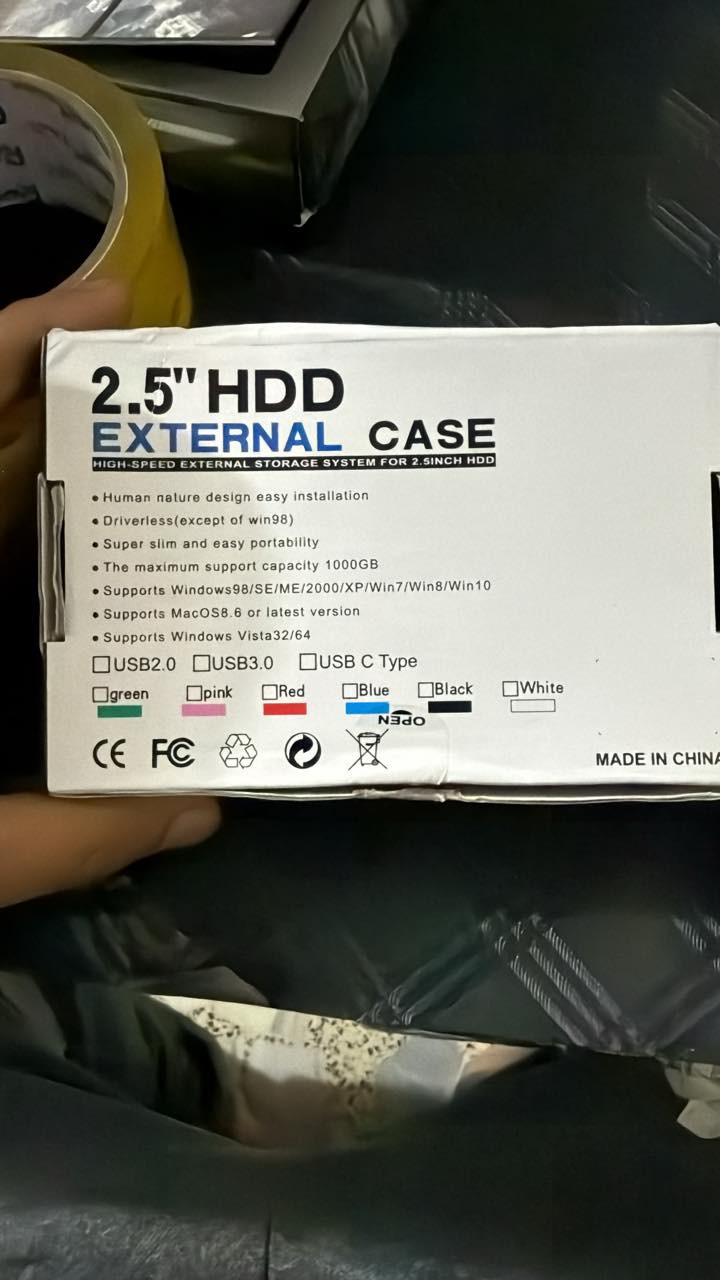 2.5" HDD
EXTERNAL CASE
HIGH-SPEED EXTERNAL STORAGE SYSTEM FOR 2.5INCH HDD
• Human nature design easy installation
• Driverless(except of win98)
• Super slim and easy portability
• The maximum support capacity 1000GB
• Supports Windows98/SE/ME/2000/XP/Win7/Win8/Win10
• Supports MacOS8.6 or latest version
• Supports Windows Vista32/64
☐USB2.0 ☐USB3.0 ☐USB C Type
☐green ☐pink ☐Red ☐Blue ☐Black ☐White
OPEN
CE FC
MADE IN CHINA